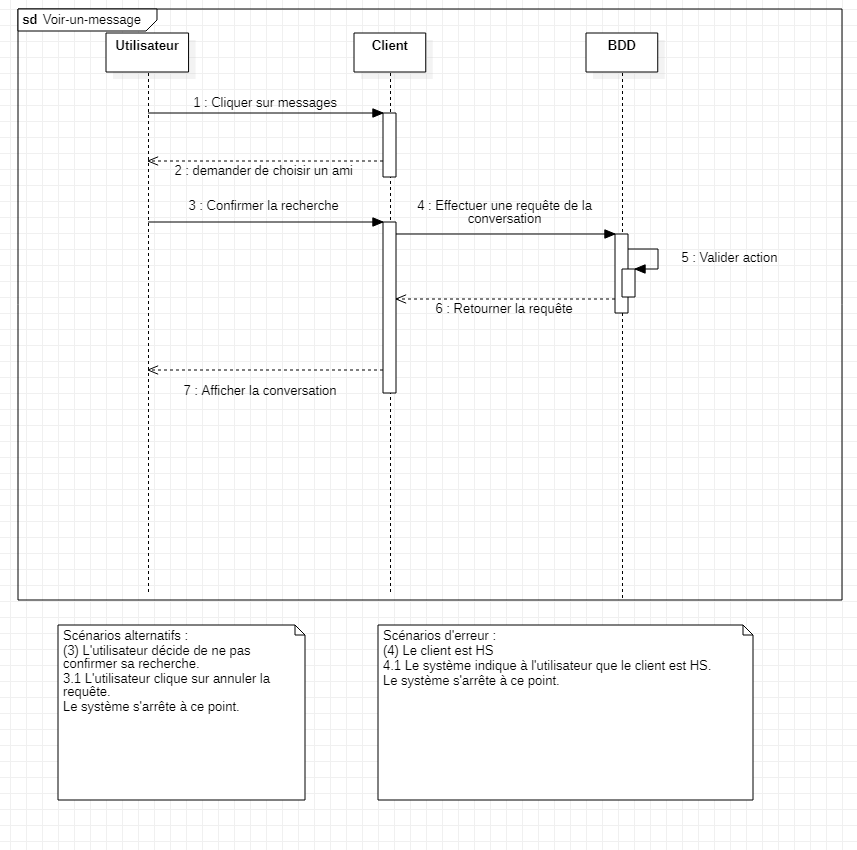 sd Voir-un-message
Utilisateur
Client
BDD
1 : Cliquer sur messages
2 : demander de choisir un ami
3 : Confirmer la recherche
4 : Effectuer une requête de la
conversation
5 : Valider action
6 : Retourner la requête
7 : Afficher la conversation
Scénarios alternatifs :
(3) L'utilisateur décide de ne pas
confirmer sa recherche.
3.1 L'utilisateur clique sur annuler la
requête.
Le système s'arrête à ce point.
Scénarios d'erreur :
(4) Le client est HS
4.1 Le système indique à l'utilisateur que le client est HS.
Le système s'arrête à ce point.